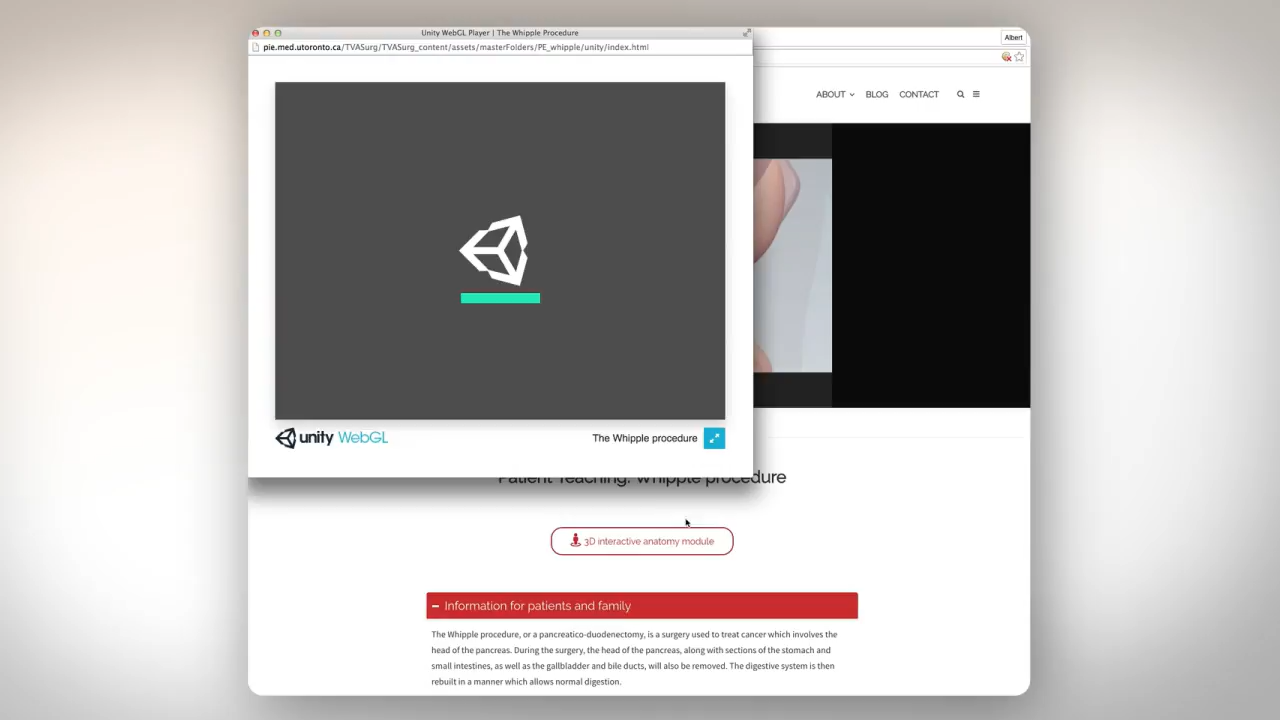 Unity WebGL Player | The Whipple Procedure
pie.med.utoronto.ca/TVASurg/TVASurg_content/assets/masterFolders/PE_whipple/unity/index.html
Albert
ABOUT
BLOG
CONTACT
unity WebGL
The Whipple procedure
Patient Teaching: Whipple procedure
3D interactive anatomy module
Information for patients and family
The Whipple procedure, or a pancreatico-duodenectomy, is a surgery used to treat cancer which involves the
head of the pancreas. During the surgery, the head of the pancreas, along with sections of the stomach and
small intestines, as well as the gallbladder and bile ducts, will also be removed. The digestive system is then
rebuilt in a manner which allows normal digestion.